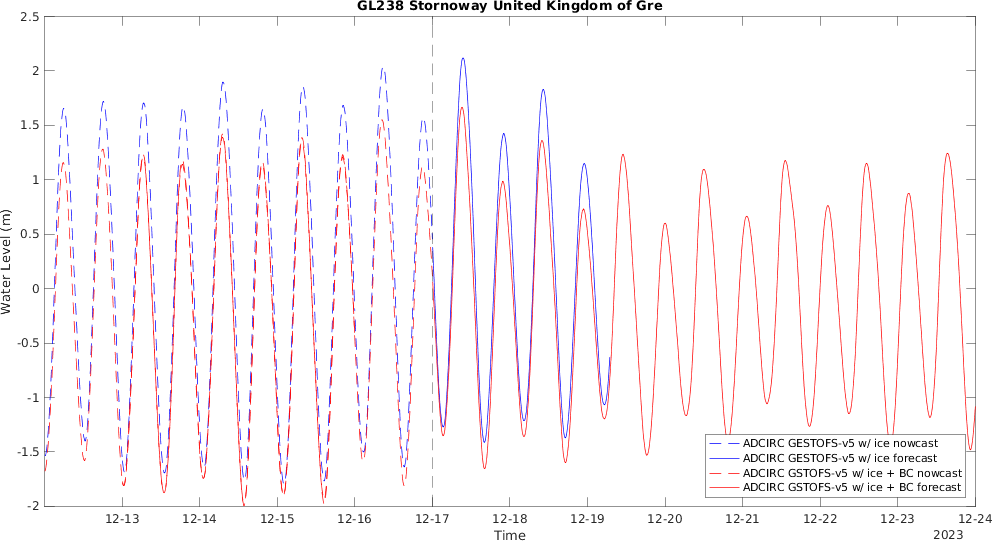 GL238 Stornoway United Kingdom of Gre
2.5
2
1.5
1
0.5
0
-0.5
-1
-1.5
-2
Water Level (m)
12-13 12-14 12-15 12-16 12-17 12-18 12-19 12-20 12-21 12-22 12-23 12-24
Time
2023
ADCIRC GESTOFS-v5 w/ ice nowcast
ADCIRC GESTOFS-v5 w/ ice forecast
ADCIRC GSTOFS-v5 w/ ice + BC nowcast
ADCIRC GSTOFS-v5 w/ ice + BC forecast